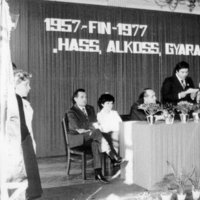 1957-FIN-1977
„HASS, ALKOSS, GYARA